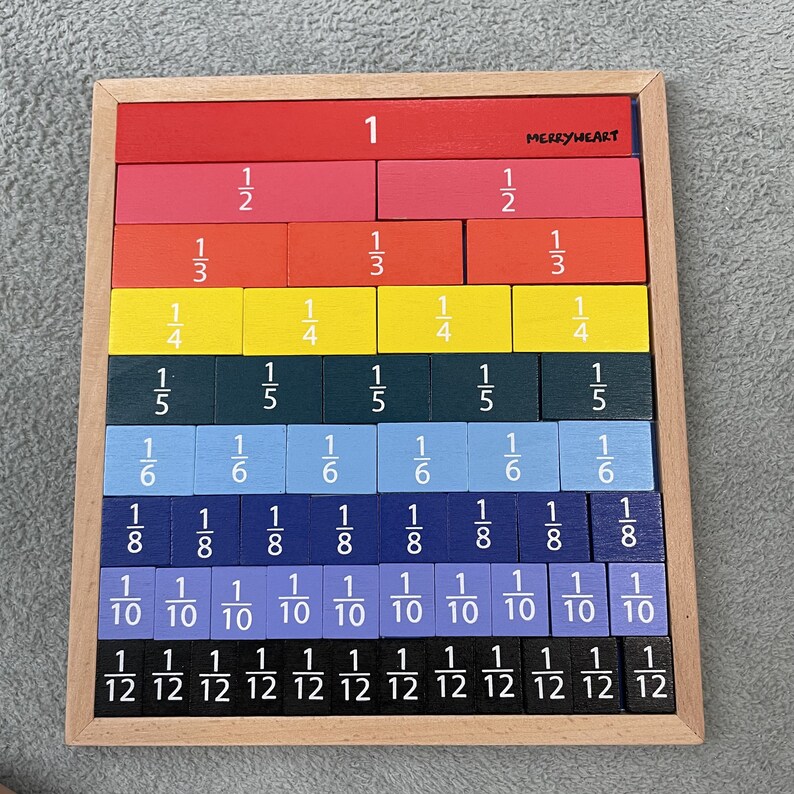 1 MERRYHEART
1/2 1/2
1/3 1/3 1/3
1/4 1/4 1/4 1/4
1/5 1/5 1/5 1/5 1/5
1/6 1/6 1/6 1/6 1/6 1/6
1/8 1/8 1/8 1/8 1/8 1/8 1/8 1/8
1/10 1/10 1/10 1/10 1/10 1/10 1/10 1/10 1/10 1/10
1/12 1/12 1/12 1/12 1/12 1/12 1/12 1/12 1/12 1/12 1/12 1/12